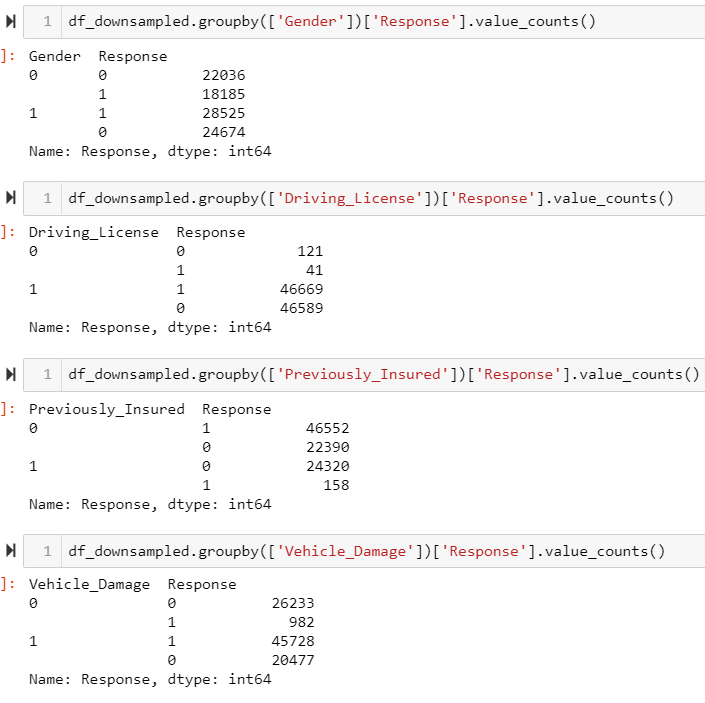 1 df_downsampled.groupby(['Gender'])['Response'].value_counts()
]: Gender Response
0 0 22036
1 18185
1 1 28525
0 24674
Name: Response, dtype: int64
1 df_downsampled.groupby(['Driving_License'])['Response'].value_counts()
]: Driving_License Response
0 0 121
1 41
1 1 46669
0 46589
Name: Response, dtype: int64
1 df_downsampled.groupby(['Previously_Insured'])['Response'].value_counts()
]: Previously_Insured Response
0 1 46552
0 22390
1 0 24320
1 158
Name: Response, dtype: int64
1 df_downsampled.groupby(['Vehicle_Damage'])['Response'].value_counts()
]: Vehicle_Damage Response
0 0 26233
1 982
1 1 45728
0 20477
Name: Response, dtype: int64